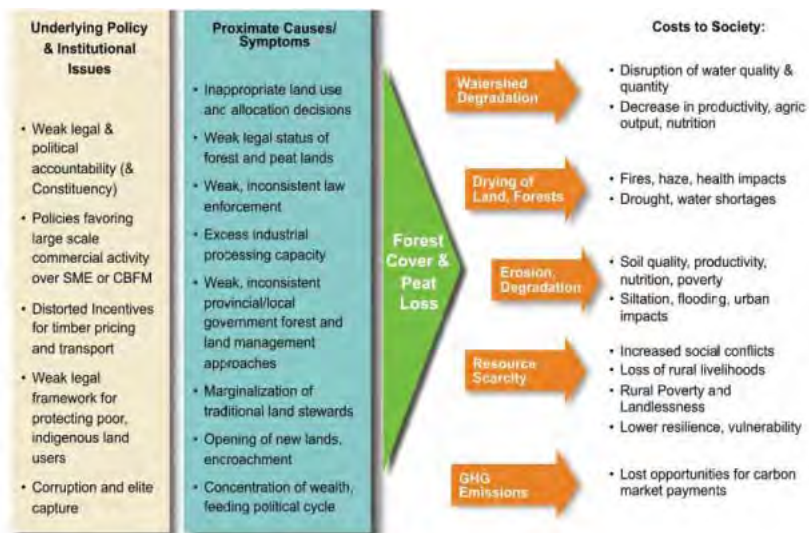 Underlying Policy
& Institutional
Issues
• Weak legal &
political
accountability (&
Constituency)
• Policies favoring
large scale
commercial activity
over SME or CBFM
• Distorted Incentives
for timber pricing
and transport
• Weak legal
framework for
protecting poor,
indigenous land
users
• Corruption and elite
capture
Proximate Causes/
Symptoms
• Inappropriate land use
and allocation decisions
• Weak legal status of
forest and peat lands
• Weak, inconsistent law
enforcement
• Excess industrial
processing capacity
• Weak, inconsistent
provincial/local
government forest and
land management
approaches
• Marginalization of
traditional land stewards
• Opening of new lands,
encroachment
• Concentration of wealth,
feeding political cycle
Forest
Cover &
Peat
Loss
Costs to Society:
Watershed
Degradation
• Disruption of water quality &
quantity
• Decrease in productivity, agric
output, nutrition
Drying of
Land, Forests
• Fires, haze, health impacts
• Drought, water shortages
Erosion,
Degradation
• Soil quality, productivity,
nutrition, poverty
• Siltation, flooding, urban
impacts
Resource
Scarcity
• Increased social conflicts
• Loss of rural livelihoods
• Rural Poverty and
Landlessness
• Lower resilience, vulnerability
GHG
Emissions
• Lost opportunities for carbon
market payments